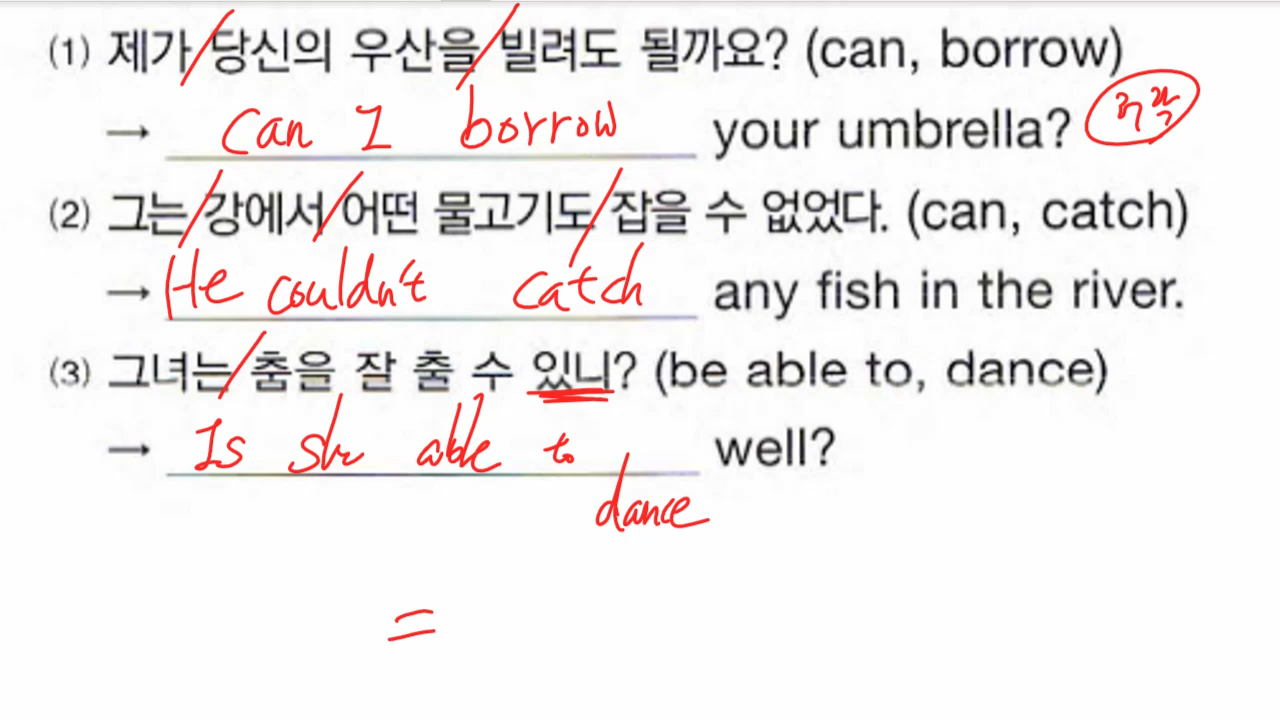 (1) 제가/당신의 우산을/빌려도 될까요? (can, borrow)
→ Can I borrow your umbrella?
(2) 그는/강에서/어떤 물고기도/잡을 수 없었다. (can, catch)
→ He couldn't catch any fish in the river.
(3) 그녀는/춤을 잘 출 수 있니? (be able to, dance)
→ Is she able to well?
dance
=